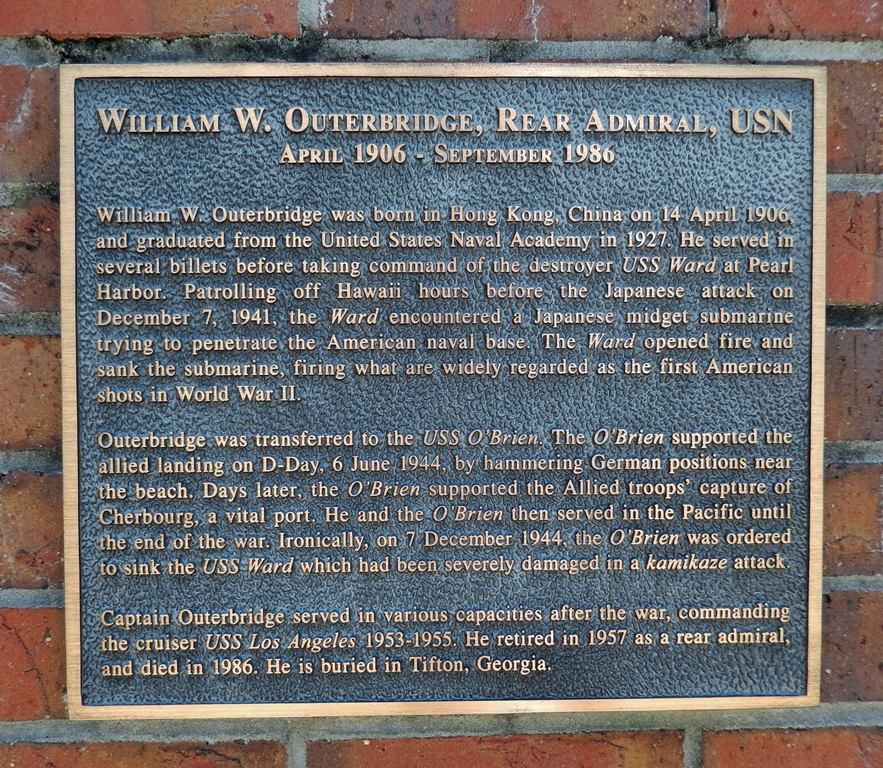 William W. Outerbridge, Rear Admiral, USN
April 1906 - September 1986
William W. Outerbridge was born in Hong Kong, China on 14 April 1906,
and graduated from the United States Naval Academy in 1927. He served in
several billets before taking command of the destroyer USS Ward at Pearl
Harbor. Patrolling off Hawaii hours before the Japanese attack on
December 7, 1941, the Ward encountered a Japanese midget submarine
trying to penetrate the American naval base. The Ward opened fire and
sank the submarine, firing what are widely regarded as the first American
shots in World War II.
Outerbridge was transferred to the USS O'Brien. The O'Brien supported the
allied landing on D-Day, 6 June 1944, by hammering German positions near
the beach. Days later, the O'Brien supported the Allied troops' capture of
Cherbourg, a vital port. He and the O'Brien then served in the Pacific until
the end of the war. Ironically, on 7 December 1944, the O'Brien was ordered
to sink the USS Ward which had been severely damaged in a kamikaze attack.
Captain Outerbridge served in various capacities after the war, commanding
the cruiser USS Los Angeles 1953-1955. He retired in 1957 as a rear admiral,
and died in 1986. He is buried in Tifton, Georgia.